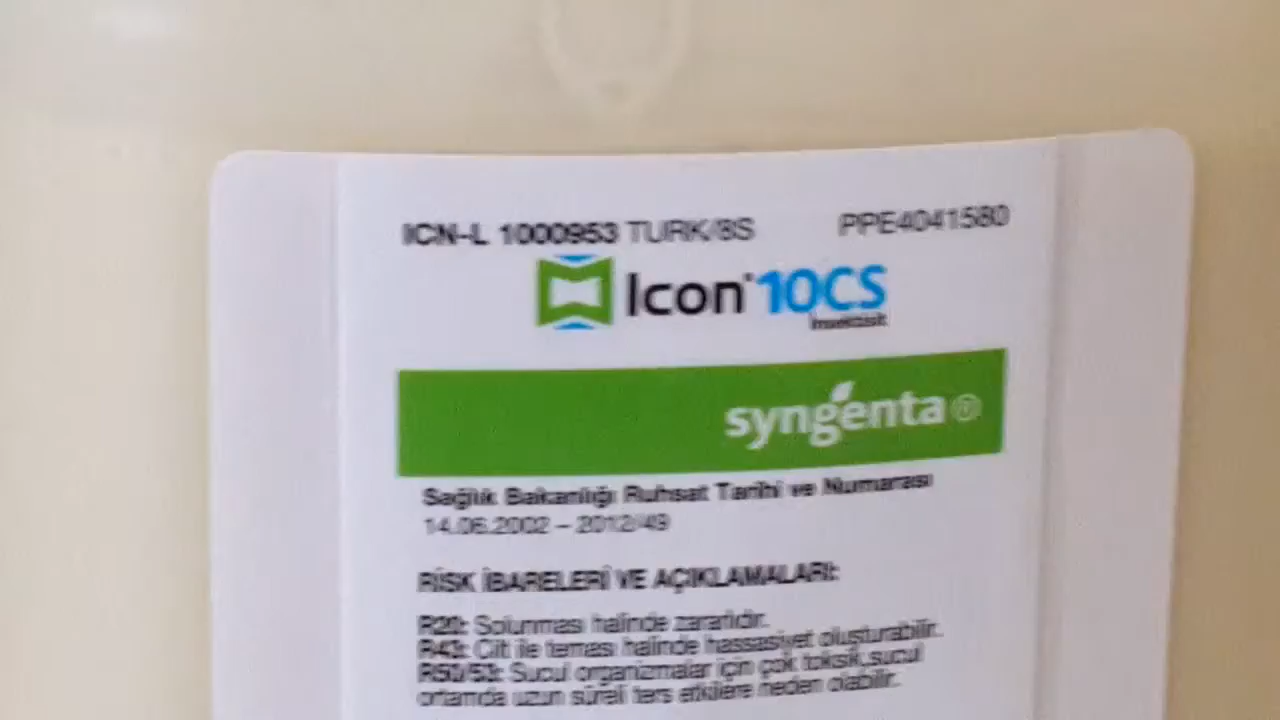 ICN-L 1000953 TURK/8S PPE4041580
Icon® 10CS
İnsektisit
syngenta®
Sağlık Bakanlığı Ruhsat Tarihi ve Numarası
14.06.2002 – 2012/49
RİSK İBARELERİ VE AÇIKLAMALARI:
R20: Solunması halinde zararlıdır.
R43: Cilt ile teması halinde hassasiyet oluşturabilir.
R50/53: Sucul organizmalar için çok toksik, sucul
ortamda uzun süreli ters etkilere neden olabilir.